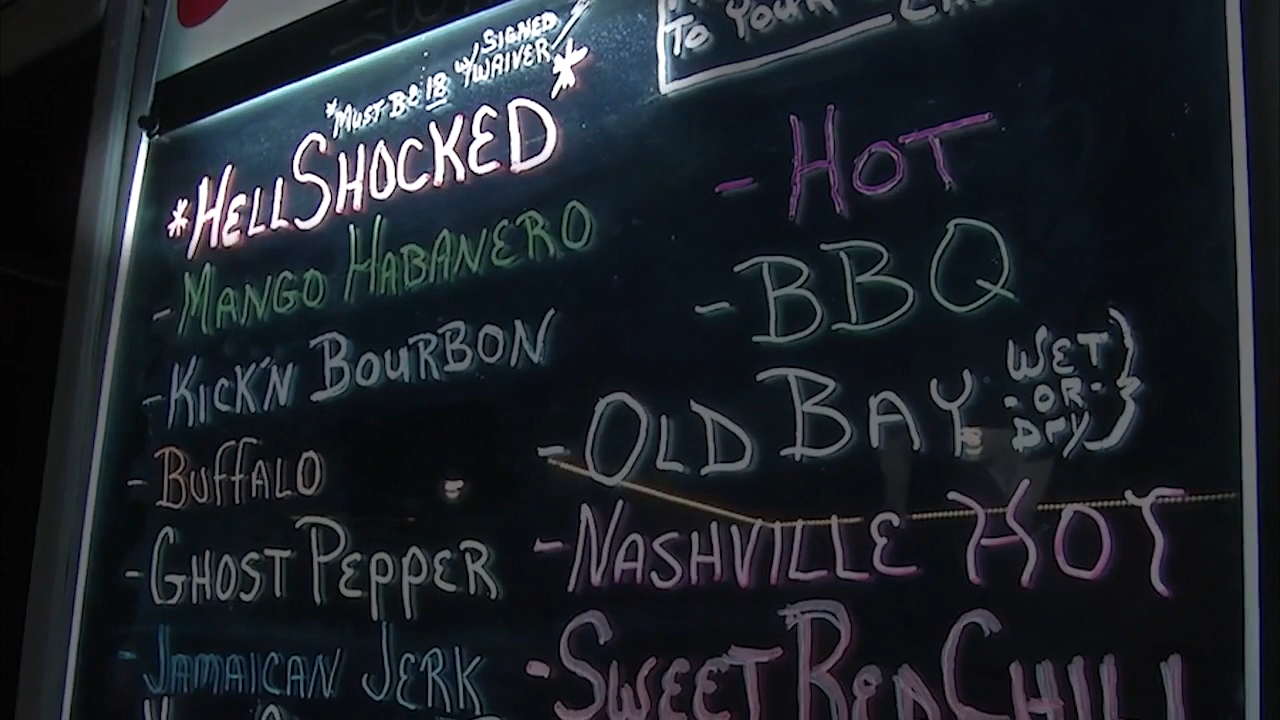 *MUST BE 18 W/ SIGNED WAIVER
*HELLSHOCKED*
- MANGO HABANERO
- KICK'N BOURBON
- BUFFALO
- GHOST PEPPER
- JAMAICAN JERK
TO YOUR
- HOT
- BBQ
- OLD BAY WET -OR- DRY}
- NASHVILLE HOT
- SWEET RED CHILI